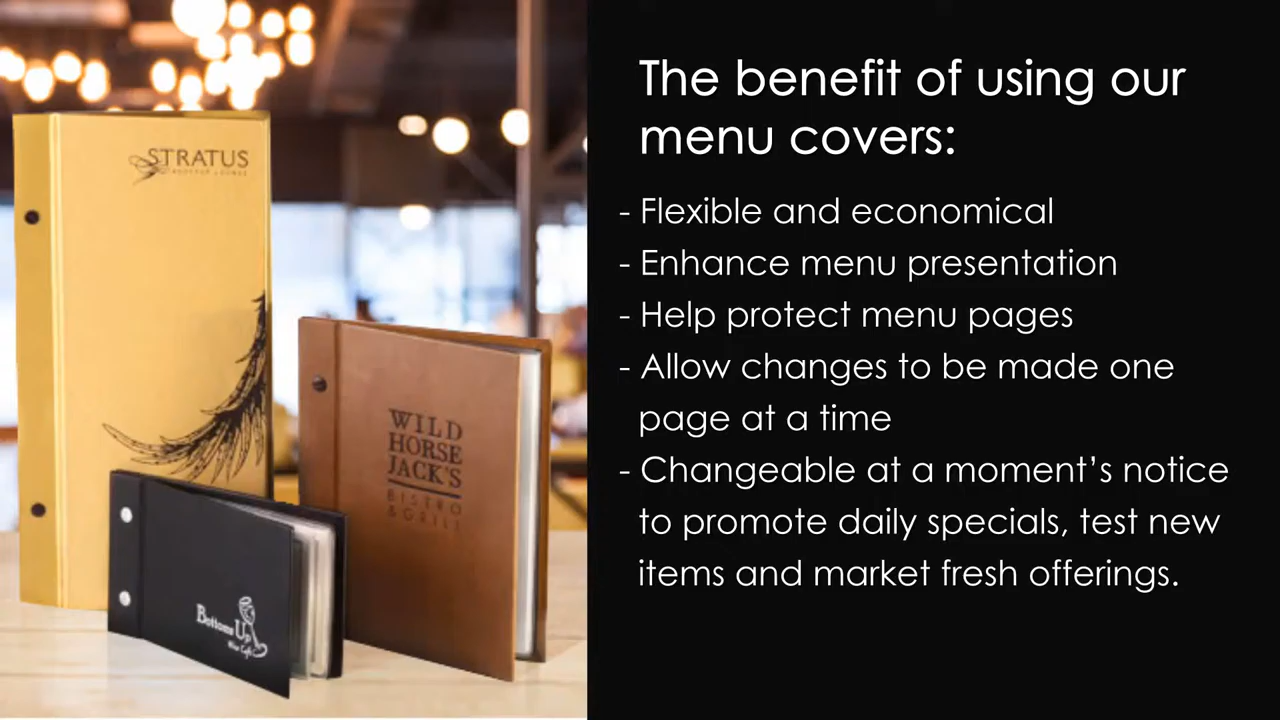 STRATUS
WILD
HORSE
JACK'S
BISTRO
& GRILL
Bottoms Up
The benefit of using our
menu covers:
- Flexible and economical
- Enhance menu presentation
- Help protect menu pages
- Allow changes to be made one
page at a time
- Changeable at a moment's notice
to promote daily specials, test new
items and market fresh offerings.